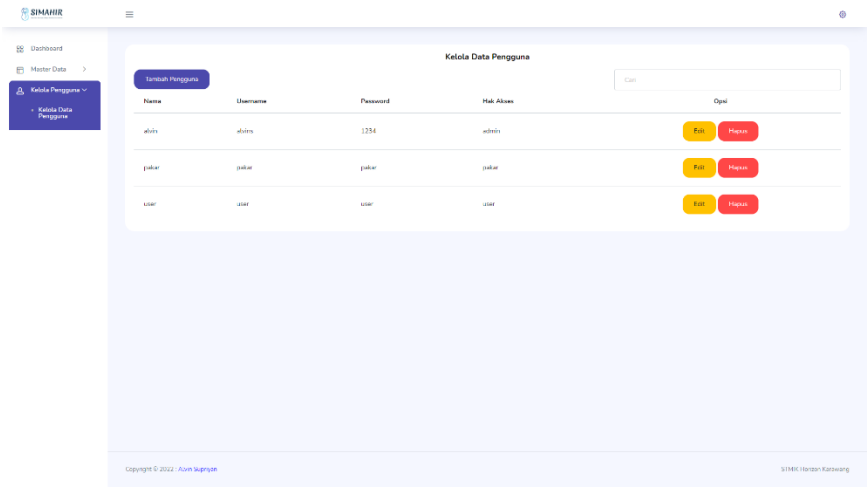 SIMAHIR
Dashboard
Master Data
Kelola Pengguna
Kelola Data
Pengguna
Kelola Data Pengguna
Tambah Pengguna
Cari
Nama Username Password Hak Akses Opsi
alvin alvins 1234 admin Edit Hapus
pakar pakar pakar pakar Edit Hapus
user user user user Edit Hapus
Copyright © 2022 : Alvin Supriyan
STMIK Horizon Karawang